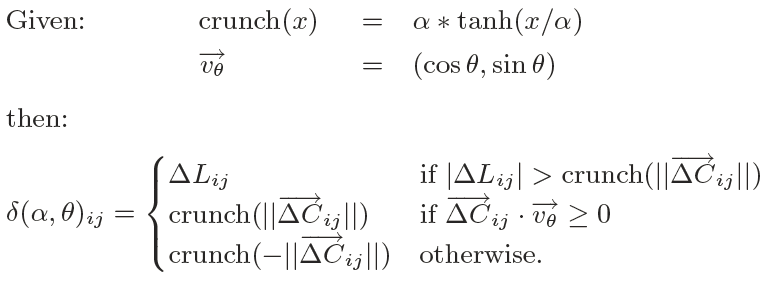 Given: crunch(x) = α ∗ tanh(x/α)
v⃗_θ = (cos θ, sin θ)
then:
δ(α, θ)_ij = { ΔL_ij if |ΔL_ij| > crunch(||ΔC⃗_ij||)
crunch(||ΔC⃗_ij||) if ΔC⃗_ij · v⃗_θ ≥ 0
crunch(−||ΔC⃗_ij||) otherwise.